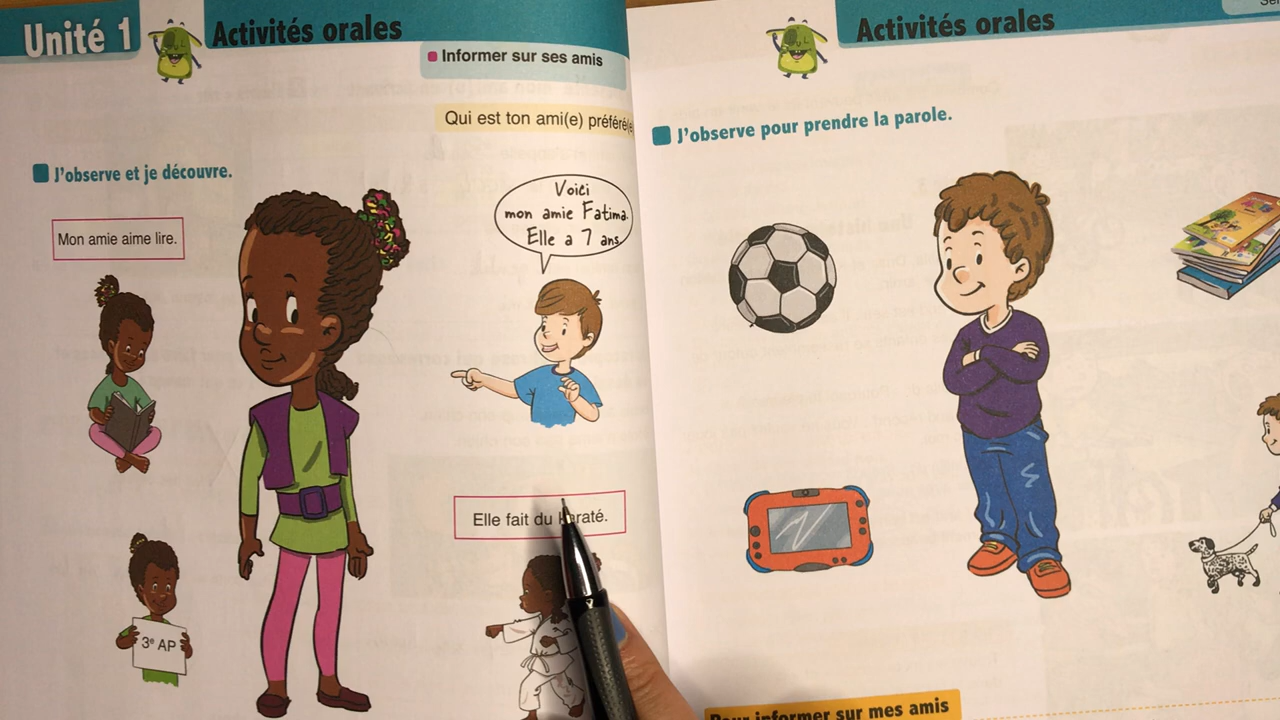 Unité 1
Activités orales
Informer sur ses amis
Qui est ton ami(e) préféré(e
J'observe et je découvre.
Mon amie aime lire.
Voici
mon amie Fatima.
Elle a 7 ans
Elle fait du karaté.
3e AP
Activités orales
J'observe pour prendre la parole.
Pour informer sur mes amis